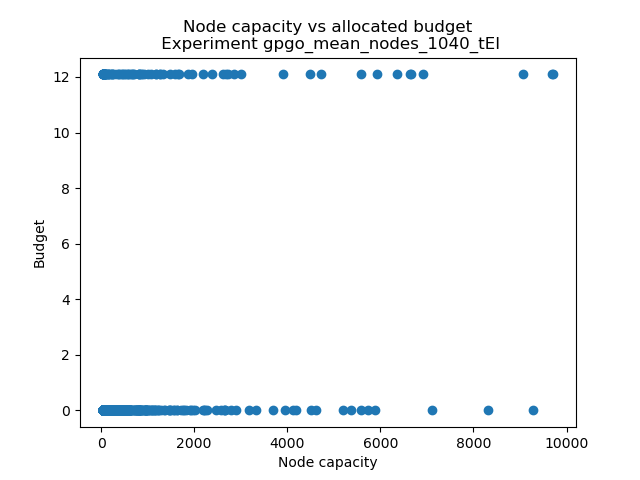 Node capacity vs allocated budget
Experiment gpgo_mean_nodes_1040_tEI
12
10
8
6
4
2
0
Budget
0 2000 4000 6000 8000 10000
Node capacity